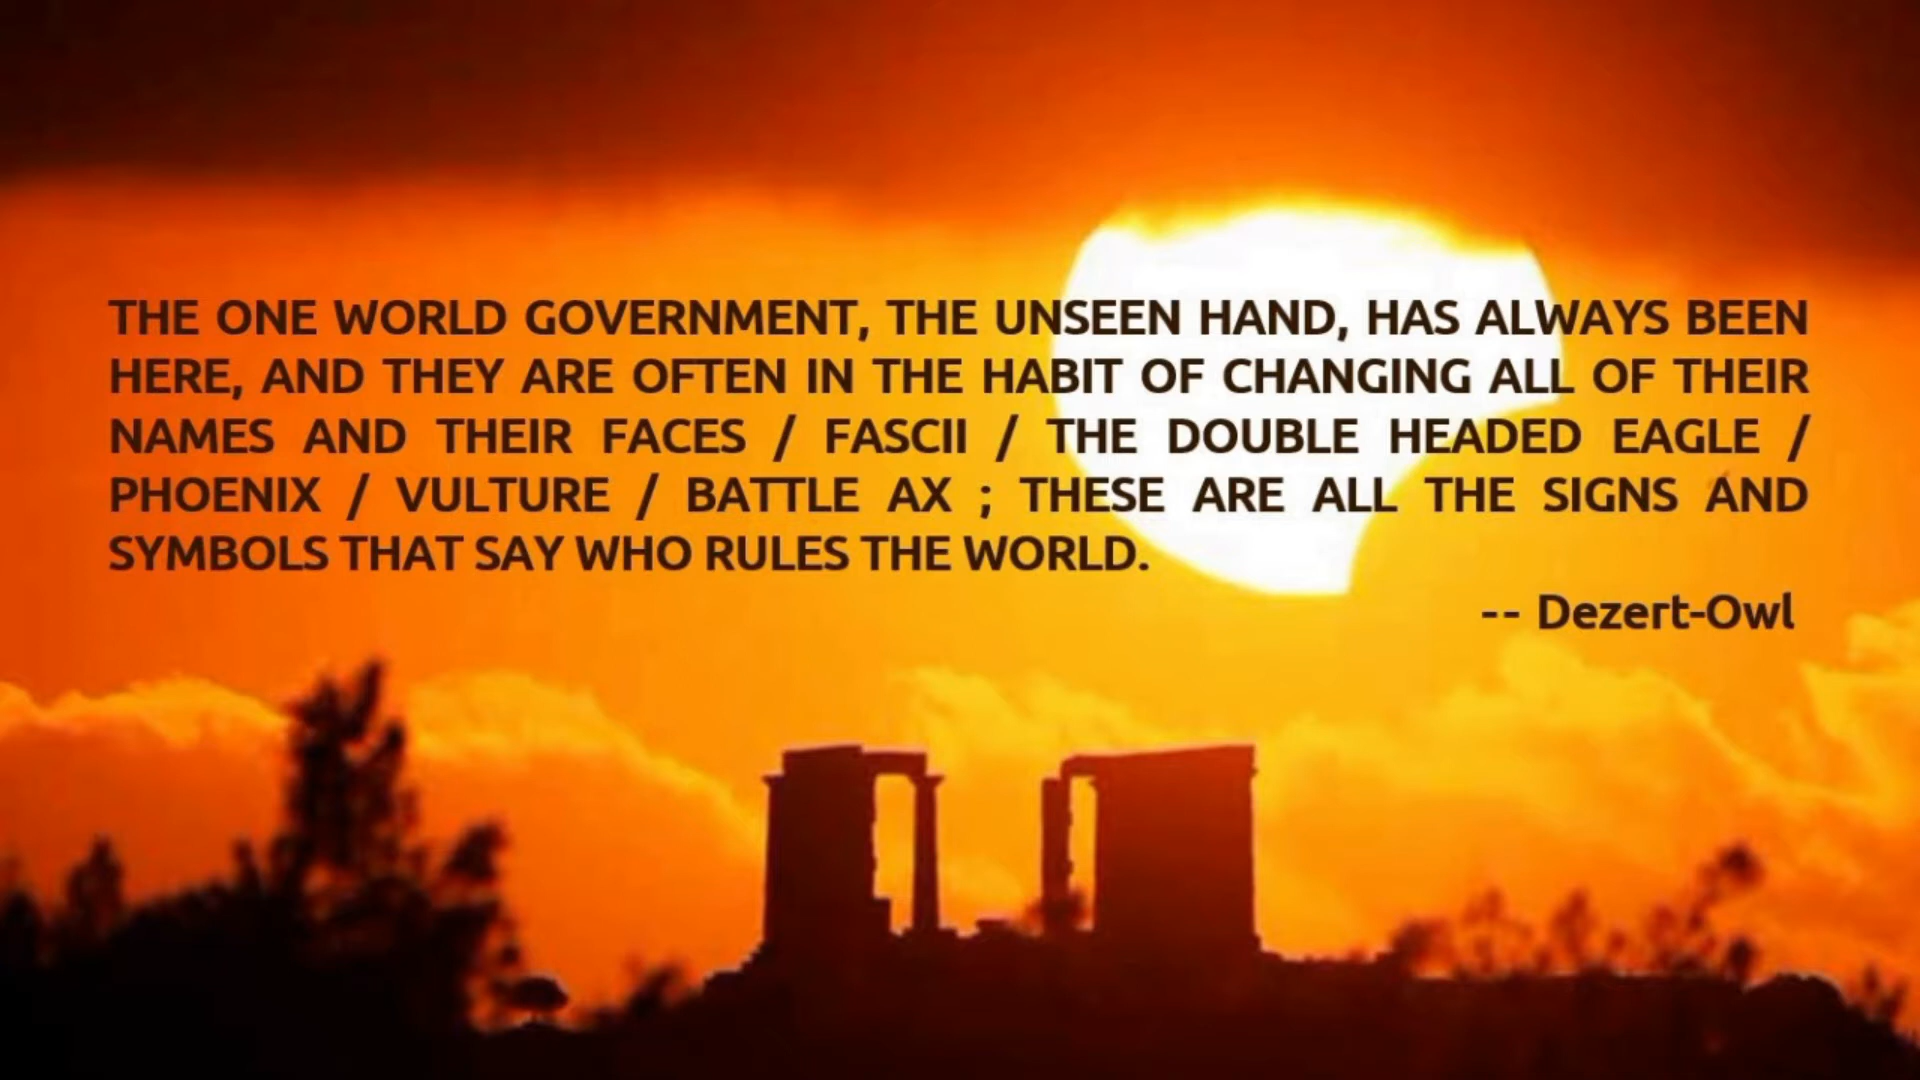 THE ONE WORLD GOVERNMENT, THE UNSEEN HAND, HAS ALWAYS BEEN
HERE, AND THEY ARE OFTEN IN THE HABIT OF CHANGING ALL OF THEIR
NAMES AND THEIR FACES / FASCII / THE DOUBLE HEADED EAGLE /
PHOENIX / VULTURE / BATTLE AX ; THESE ARE ALL THE SIGNS AND
SYMBOLS THAT SAY WHO RULES THE WORLD.
-- Dezert-Owl